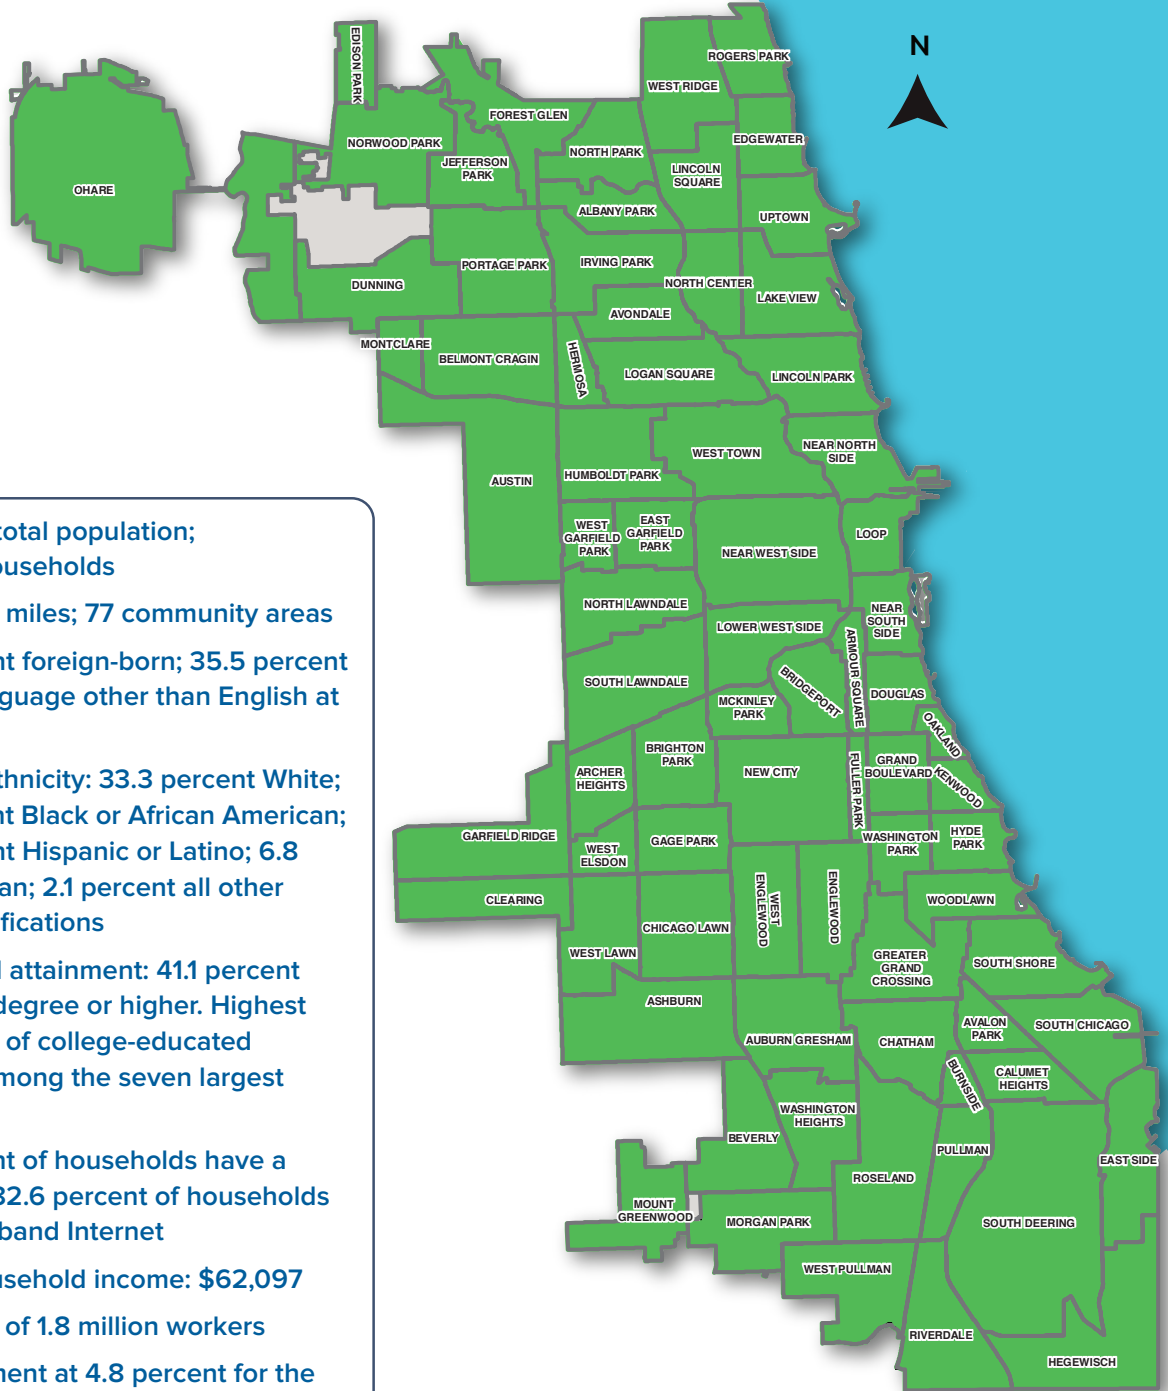 N
ROGERS PARK
WEST RIDGE
EDISON PARK
FOREST GLEN
NORWOOD PARK
EDGEWATER
NORTH PARK
JEFFERSON
PARK
LINCOLN
SQUARE
OHARE
ALBANY PARK
UPTOWN
PORTAGE PARK
IRVING PARK
DUNNING
NORTH CENTER
LAKE VIEW
AVONDALE
MONTCLARE
BELMONT CRAGIN
HERMOSA
LOGAN SQUARE
LINCOLN PARK
NEAR NORTH
SIDE
WEST TOWN
HUMBOLDT PARK
AUSTIN
WEST
GARFIELD
PARK
EAST
GARFIELD
PARK
NEAR WEST SIDE
LOOP
NORTH LAWNDALE
NEAR
SOUTH
SIDE
LOWER WEST SIDE
ARMOUR SQUARE
SOUTH LAWNDALE
BRIDGEPORT
DOUGLAS
MCKINLEY
PARK
OAKLAND
BRIGHTON
PARK
ARCHER
HEIGHTS
NEW CITY
FULLER PARK
GRAND
BOULEVARD
KENWOOD
GARFIELD RIDGE
WEST
ELSDON
GAGE PARK
WASHINGTON
PARK
HYDE
PARK
CLEARING
WEST
ENGLEWOOD
ENGLEWOOD
WOODLAWN
CHICAGO LAWN
WEST LAWN
GREATER
GRAND
CROSSING
SOUTH SHORE
ASHBURN
AUBURN GRESHAM
CHATHAM
AVALON
PARK
SOUTH CHICAGO
BURNSIDE
CALUMET
HEIGHTS
WASHINGTON
HEIGHTS
BEVERLY
PULLMAN
EAST SIDE
ROSELAND
MOUNT
GREENWOOD
MORGAN PARK
SOUTH DEERING
WEST PULLMAN
RIVERDALE
HEGEWISCH
total population;
ouseholds
miles; 77 community areas
nt foreign-born; 35.5 percent
guage other than English at
thnicity: 33.3 percent White;
nt Black or African American;
nt Hispanic or Latino; 6.8
an; 2.1 percent all other
fications
l attainment: 41.1 percent
degree or higher. Highest
of college-educated
mong the seven largest
nt of households have a
82.6 percent of households
band Internet
usehold income: $62,097
of 1.8 million workers
ment at 4.8 percent for the